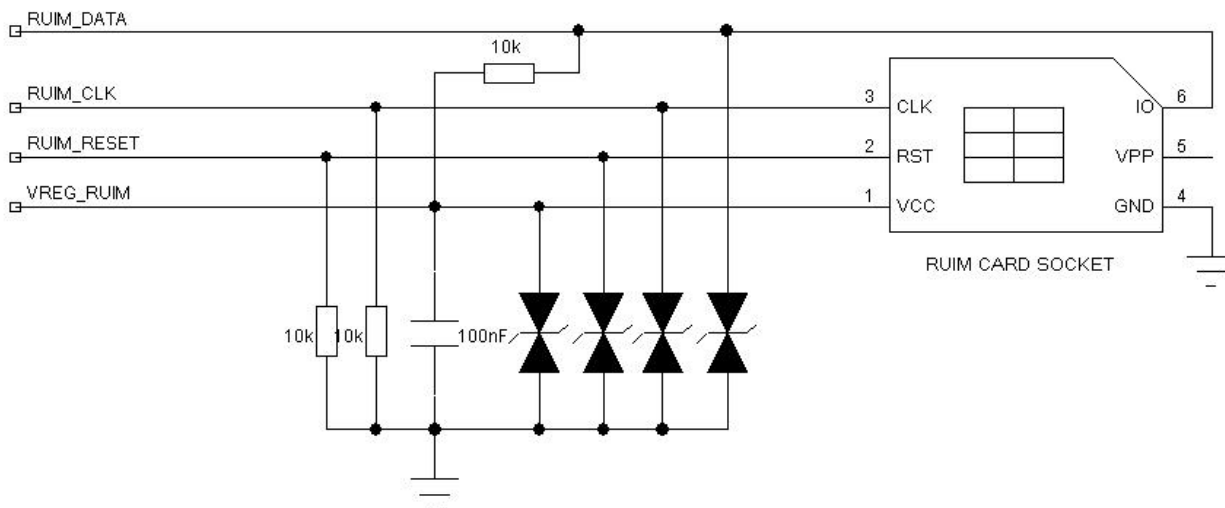 RUIM_DATA
10k
RUIM_CLK
3 CLK
IO 6
RUIM_RESET
2 RST
VPP 5
VREG_RUIM
1 VCC
GND 4
RUIM CARD SOCKET
10k 10k 100nF